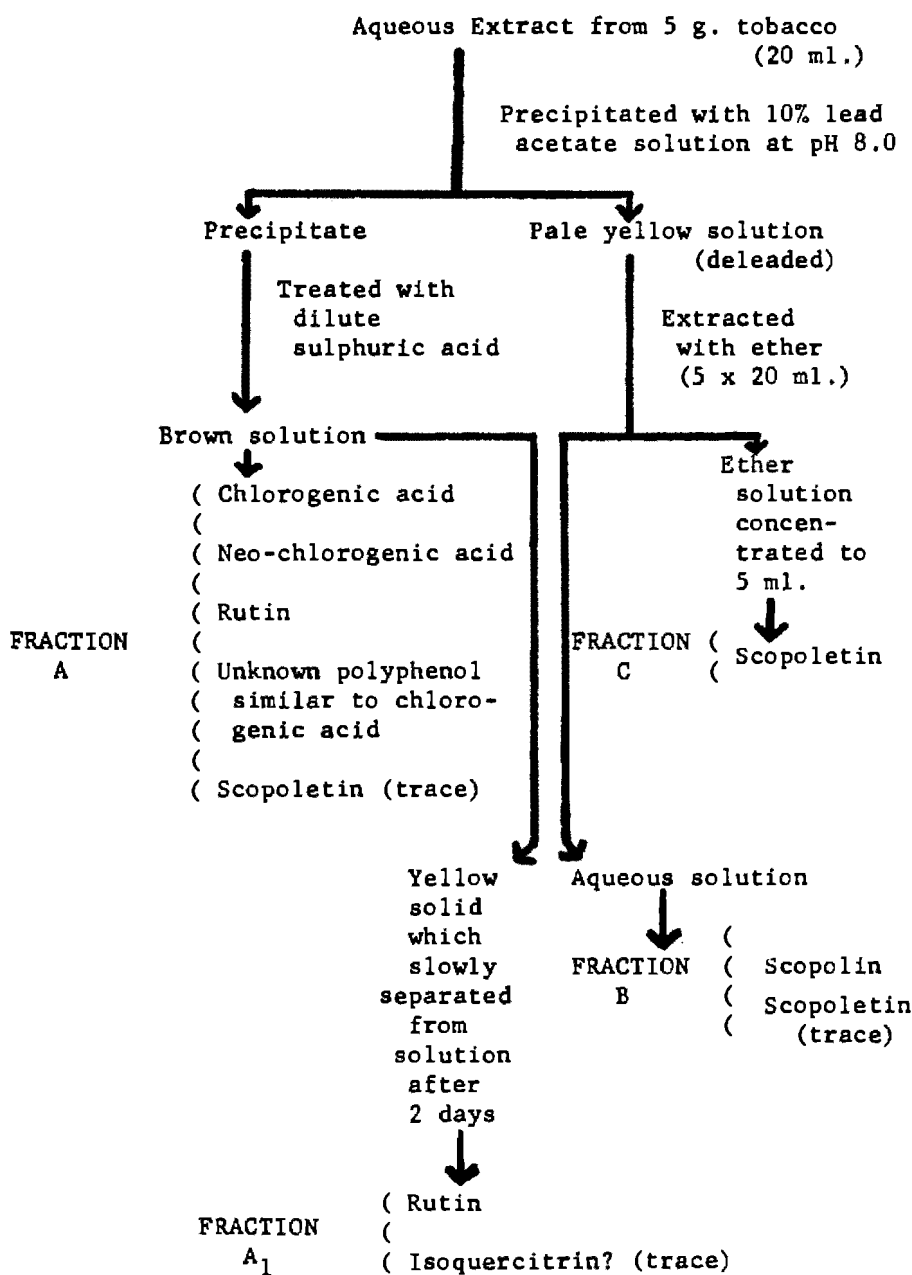 Aqueous Extract from 5 g. tobacco
(20 ml.)
Precipitated with 10% lead
acetate solution at pH 8.0
Precipitate
Pale yellow solution
(deleaded)
Treated with
dilute
sulphuric acid
Extracted
with ether
(5 x 20 ml.)
Brown solution
Ether
solution
concen-
trated to
5 ml.
FRACTION
A
( Chlorogenic acid
(
( Neo-chlorogenic acid
(
( Rutin
(
( Unknown polyphenol
( similar to chloro-
( genic acid
(
( Scopoletin (trace)
FRACTION
C
( Scopoletin
(
Yellow
solid
which
slowly
separated
from
solution
after
2 days
Aqueous solution
FRACTION
B
(
( Scopolin
( Scopoletin
( (trace)
FRACTION
A1
( Rutin
(
( Isoquercitrin? (trace)